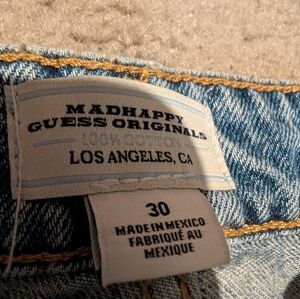 MADHAPPY
GUESS ORIGINALS
100% COTTON
LOS ANGELES, CA
30
MADE IN MEXICO
FABRIQUÉ AU
MEXIQUE